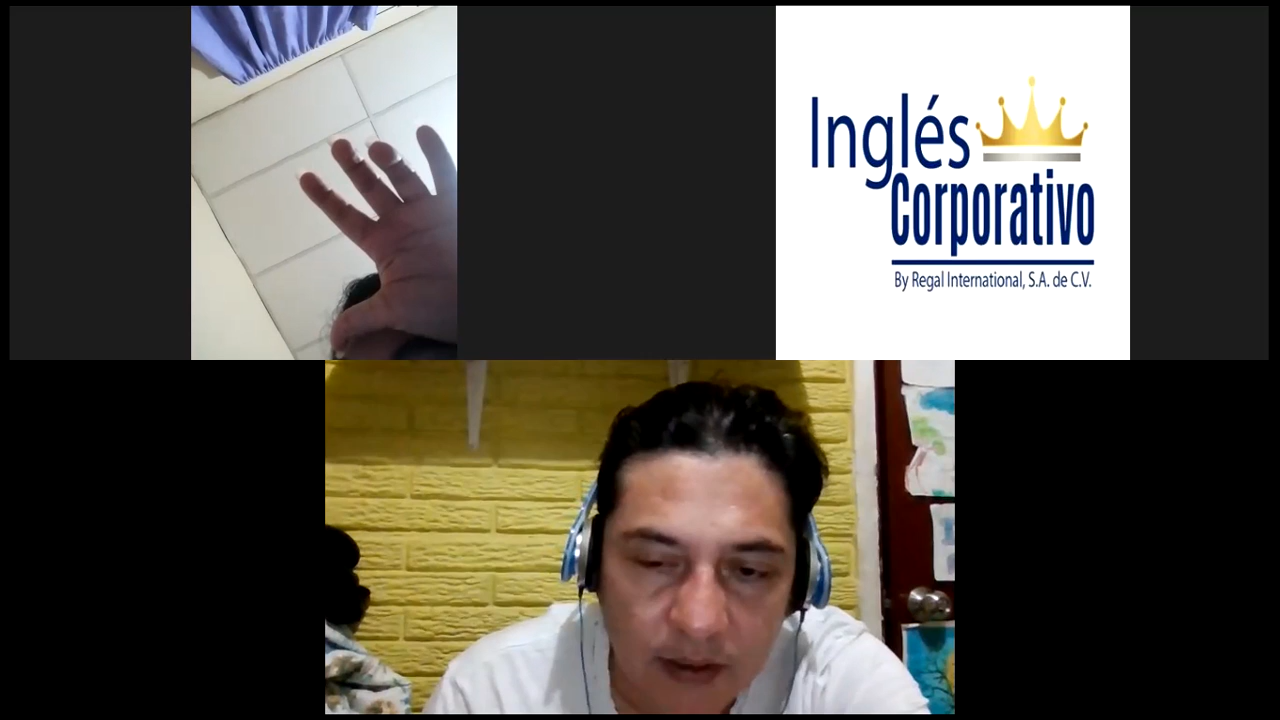 Inglés
Corporativo
By Regal International, S.A. de C.V.